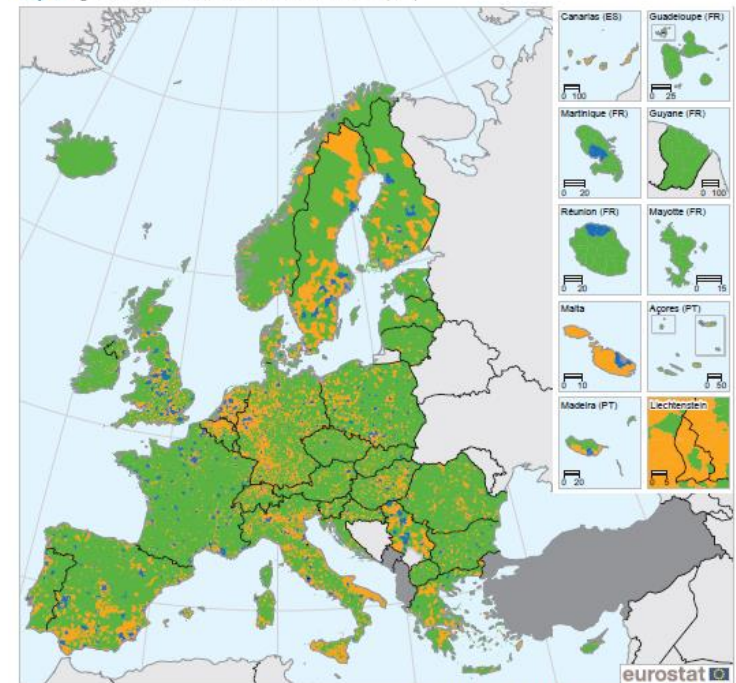 Canarias (ES)
0 100
Guadeloupe (FR)
0 25
Martinique (FR)
0 20
Guyane (FR)
0 100
Réunion (FR)
0 20
Mayotte (FR)
0 15
Malta
0 10
Açores (PT)
0 50
Madeira (PT)
0 20
Liechtenstein
0 5
eurostat